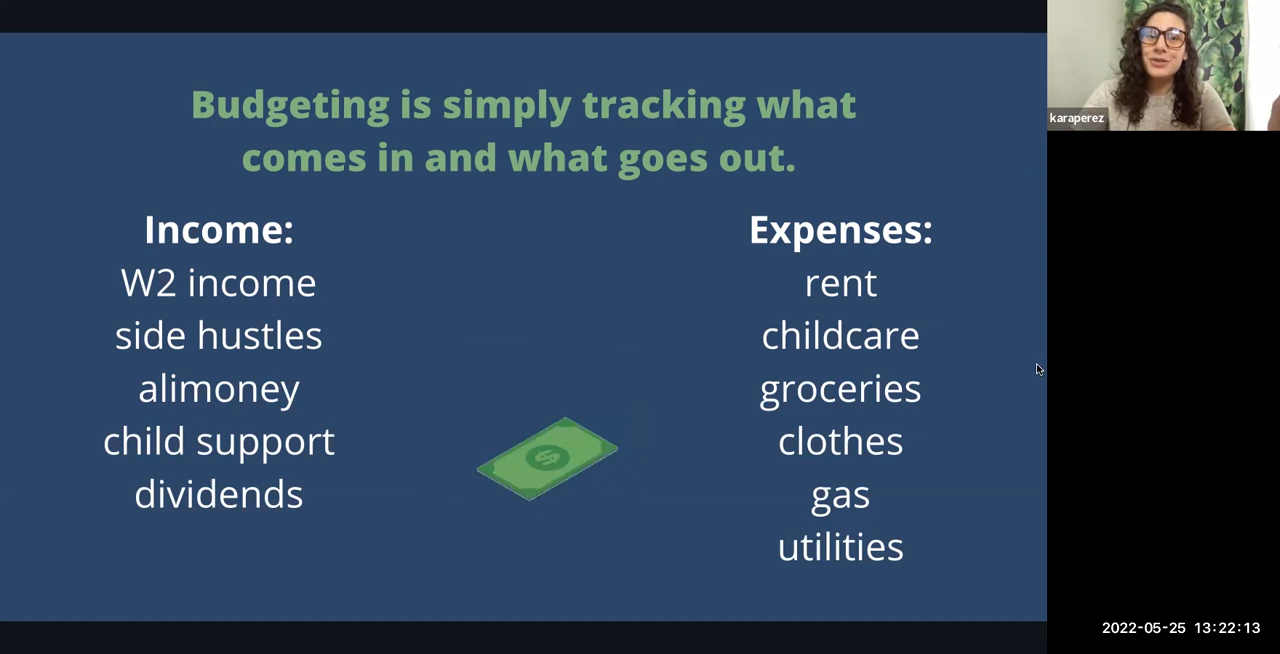 Budgeting is simply tracking what
comes in and what goes out.
Income:
W2 income
side hustles
alimoney
child support
dividends
$
Expenses:
rent
childcare
groceries
clothes
gas
utilities
karaperez
2022-05-25 13:22:13